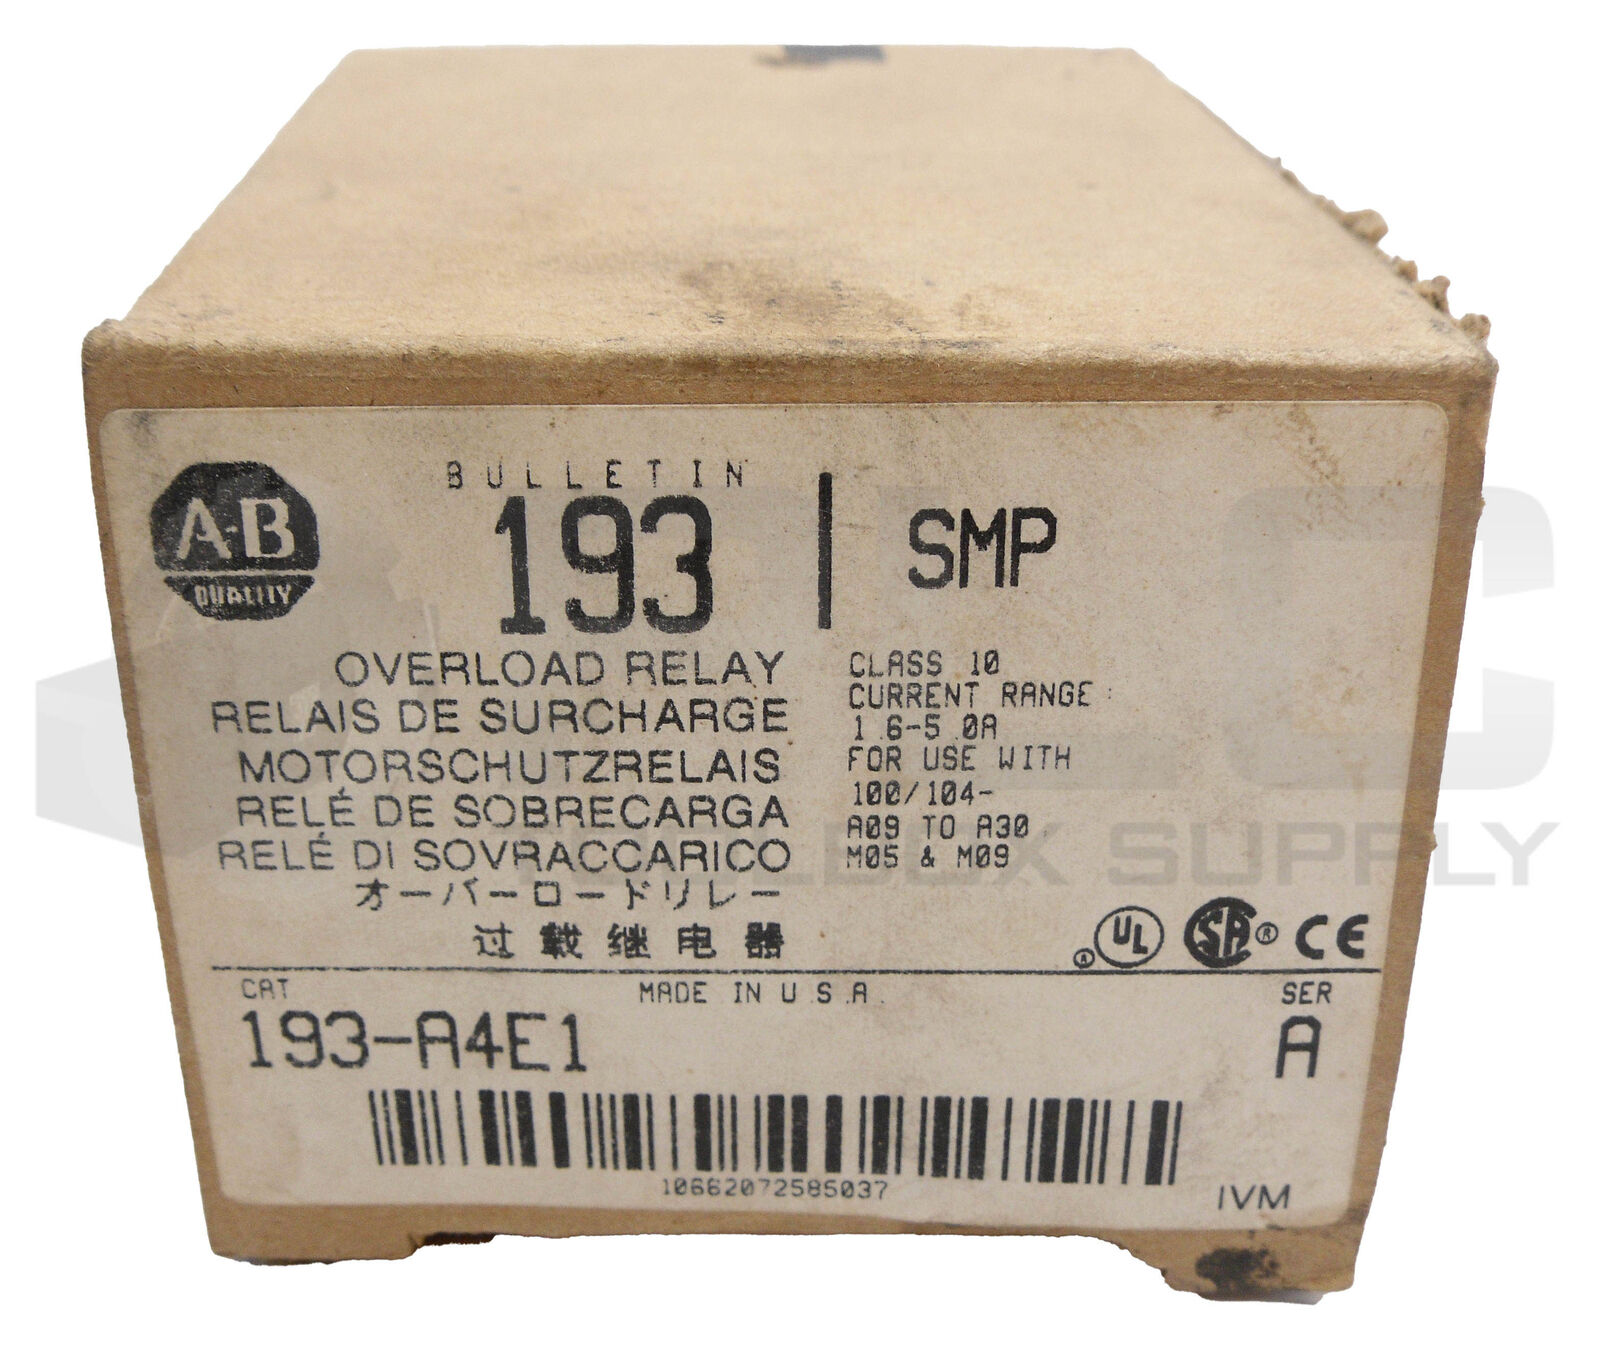 BULLETIN
193 SMP
A-B
QUALITY
OVERLOAD RELAY
RELAIS DE SURCHARGE
MOTORSCHUTZRELAIS
RELÉ DE SOBRECARGA
RELÉ DI SOVRACCARICO
オーバーロードリレー
过载继电器
CLASS 10
CURRENT RANGE:
1.6-5.0A
FOR USE WITH
100/104-
A09 TO A30,
M05 & M09
UL SA ® CE
CAT MADE IN U.S.A. SER
193-A4E1 A
10662072585037
IVM
SUPPLY